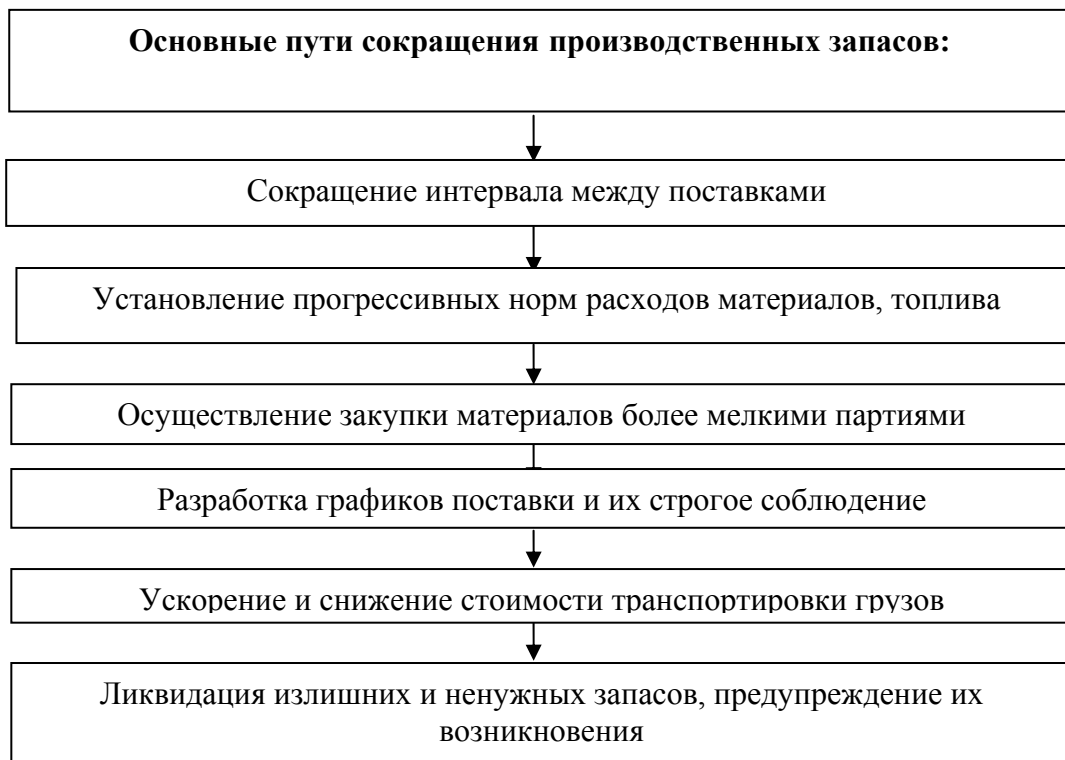 Основные пути сокращения производственных запасов:
Сокращение интервала между поставками
Установление прогрессивных норм расходов материалов, топлива
Осуществление закупки материалов более мелкими партиями
Разработка графиков поставки и их строгое соблюдение
Ускорение и снижение стоимости транспортировки грузов
Ликвидация излишних и ненужных запасов, предупреждение их
возникновения